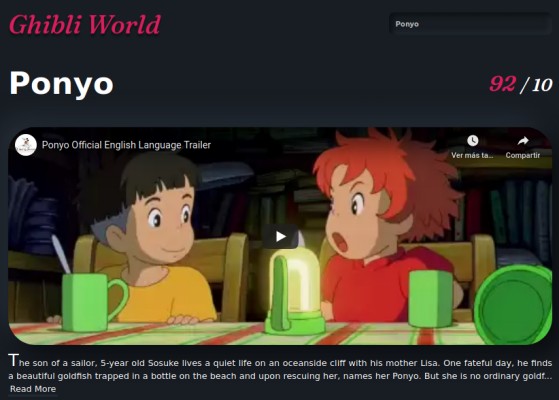 Ghibli World
Ponyo
Ponyo
92 / 10
Ponyo Official English Language Trailer
Ver más ta...
Compartir
The son of a sailor, 5-year old Sosuke lives a quiet life on an oceanside cliff with his mother Lisa. One fateful day, he finds
a beautiful goldfish trapped in a bottle on the beach and upon rescuing her, names her Ponyo. But she is no ordinary goldf...
Read More